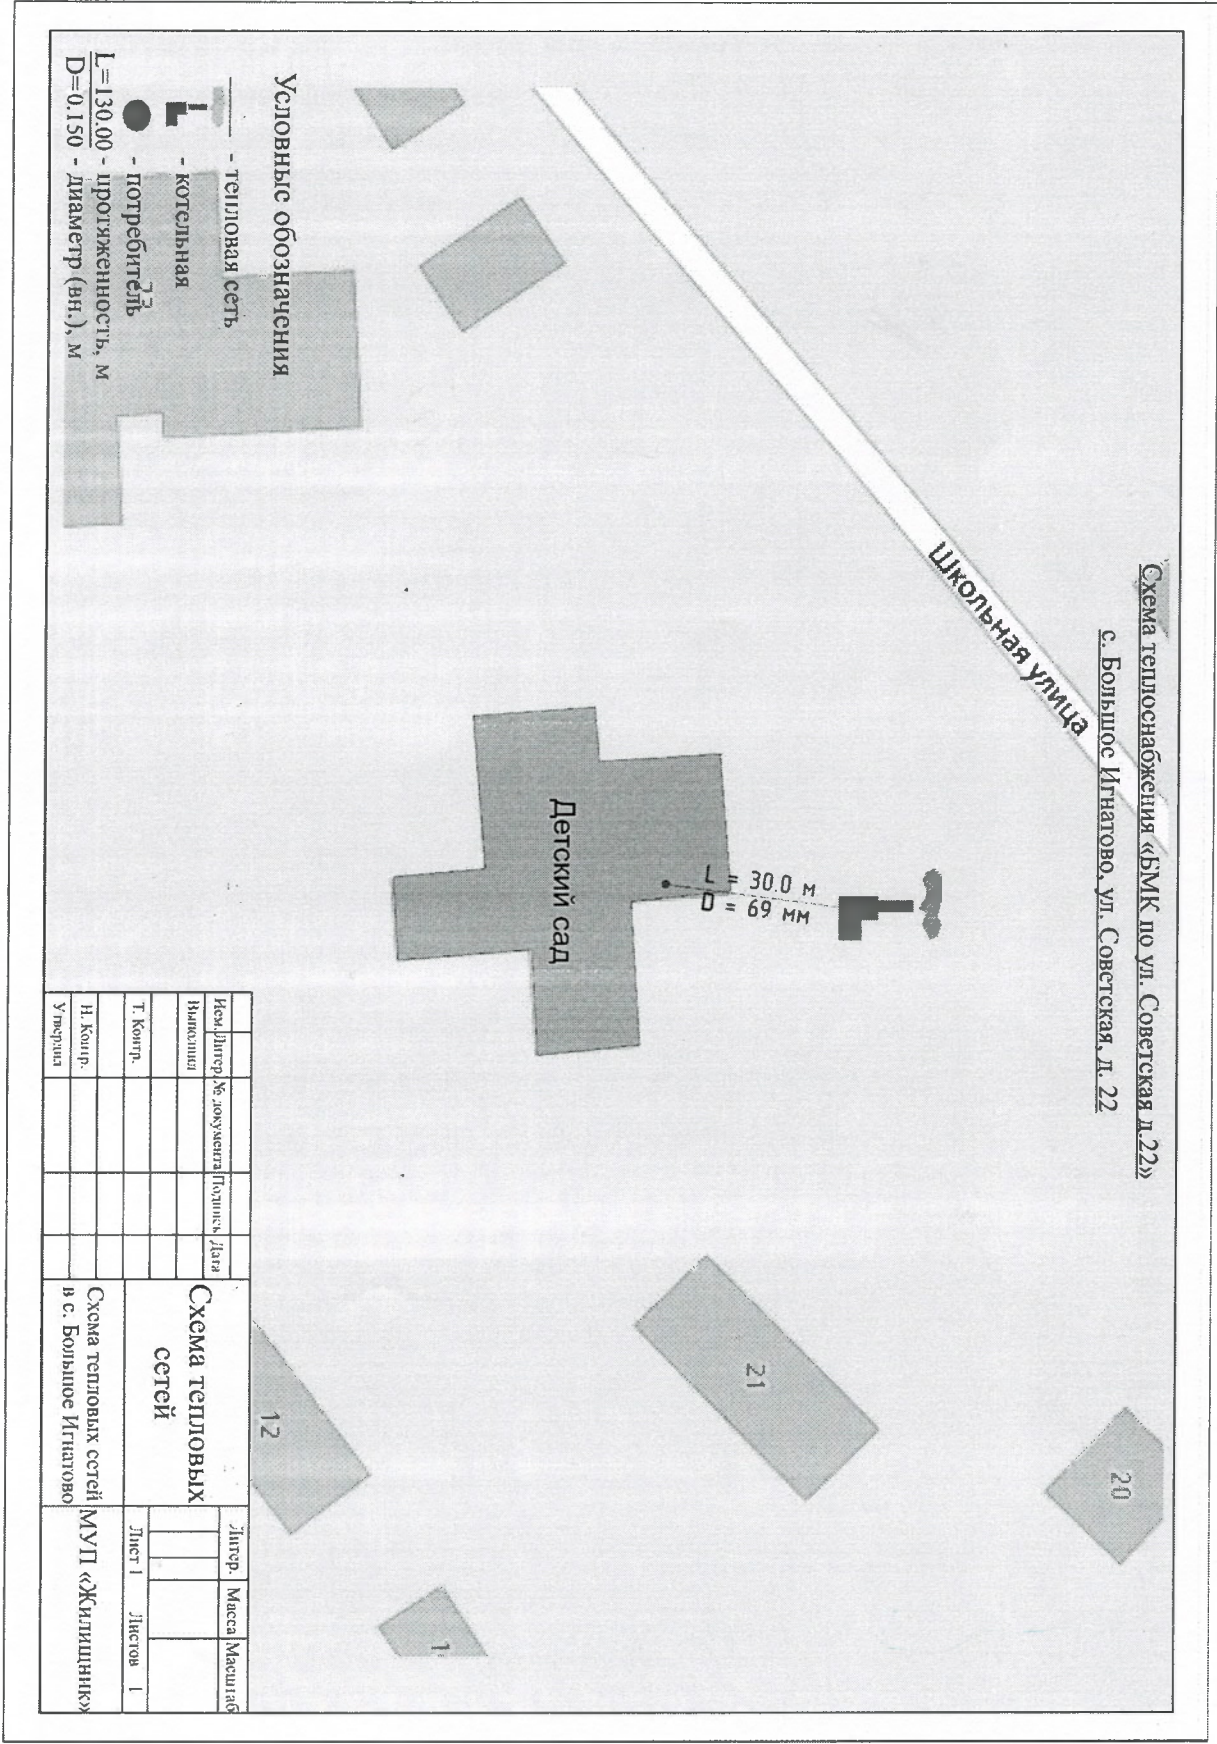 Схема теплоснабжения «БМК по ул. Советская д.22»
с. Большое Игнатово, ул. Советская, д. 22
Школьная улица
L = 30.0 м
D = 69 мм
Детский сад
20
21
12
1
Условные обозначения
- тепловая сеть
- котельная
- потребитель
L=130.00 - протяженность, м
D=0.150 - диаметр (вн.), м
Изм. Литер. № документа Подпись Дата
Выполнил
Т. Контр.
Н. Контр.
Утвердил
Схема тепловых
сетей
Схема тепловых сетей
в с. Большое Игнатово
Литер. Масса Масштаб
Лист 1 Листов 1
МУП «Жилищник»